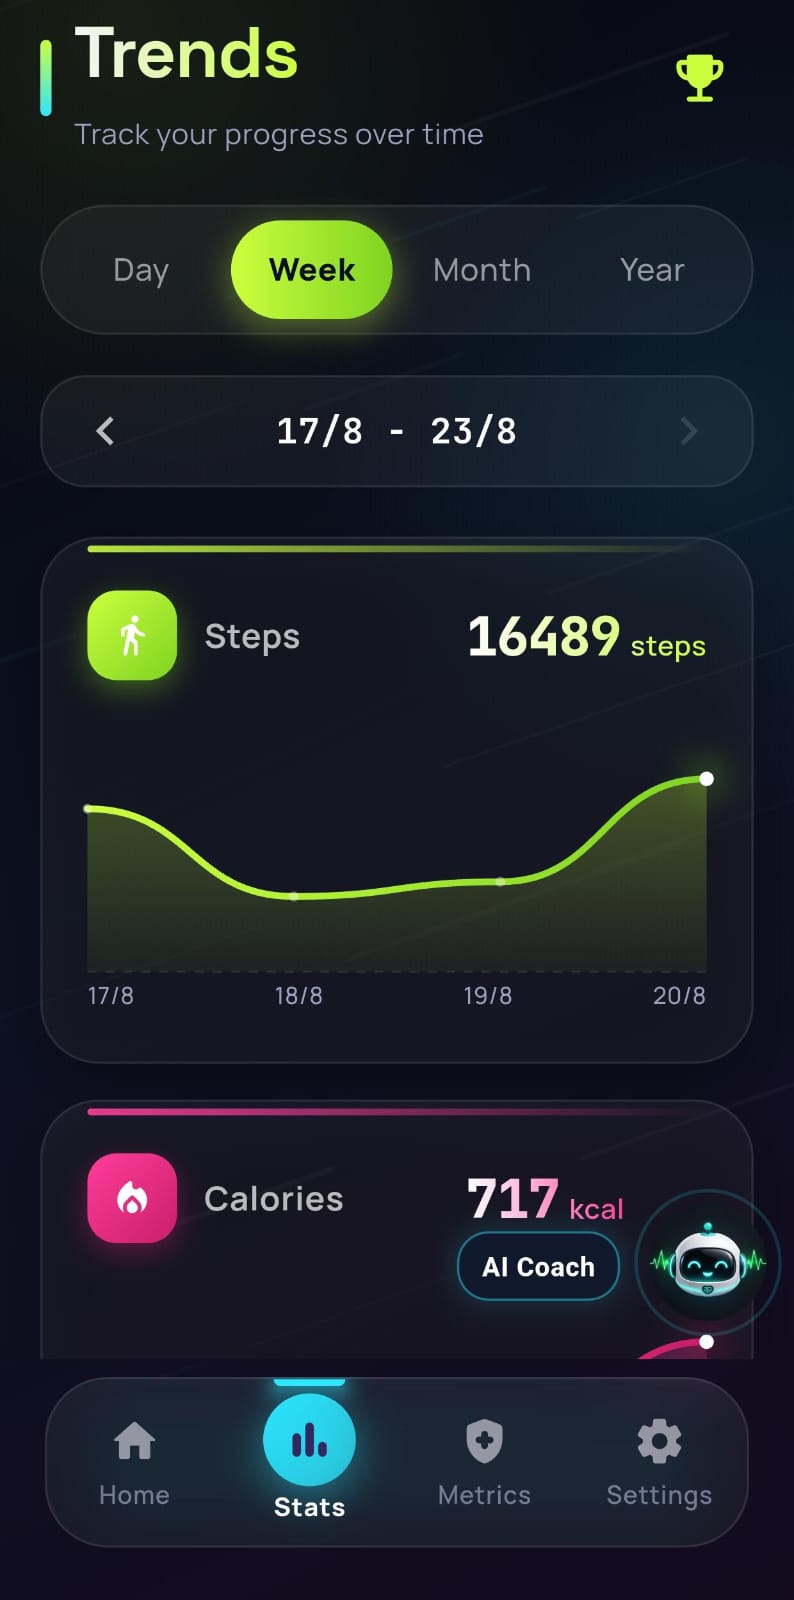 Trends
Track your progress over time
Day Week Month Year
17/8 - 23/8
Steps 16489 steps
17/8 18/8 19/8 20/8
Calories 717 kcal
AI Coach
Home Stats Metrics Settings